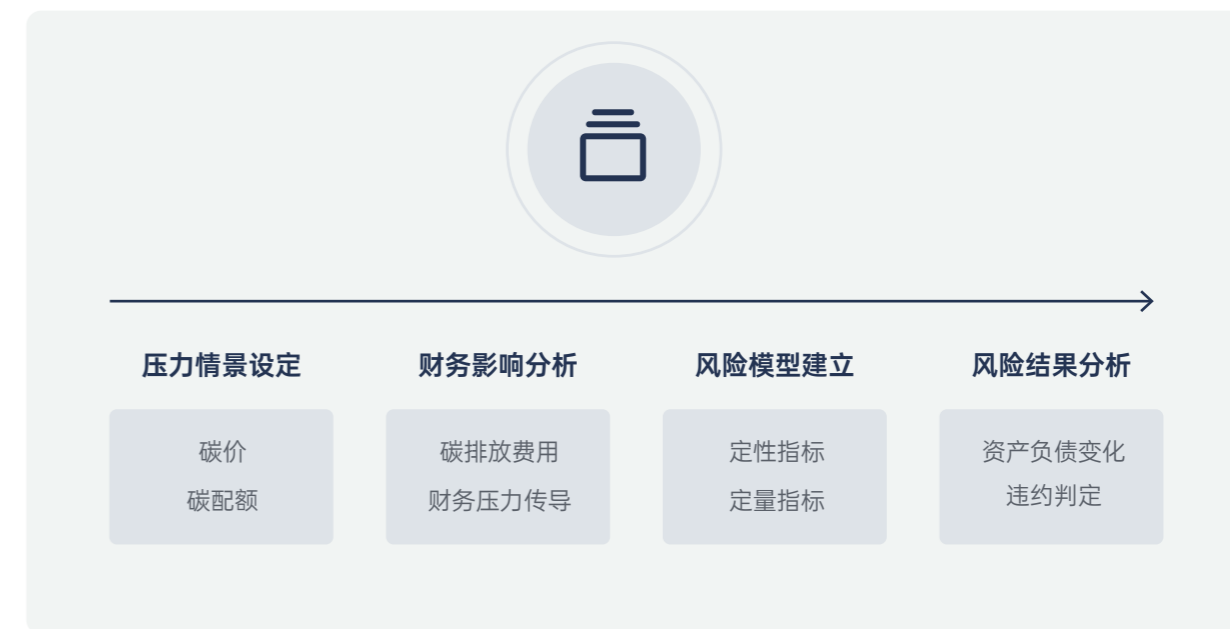 压力情景设定
碳价
碳配额
财务影响分析
碳排放费用
财务压力传导
风险模型建立
定性指标
定量指标
风险结果分析
资产负债变化
违约判定